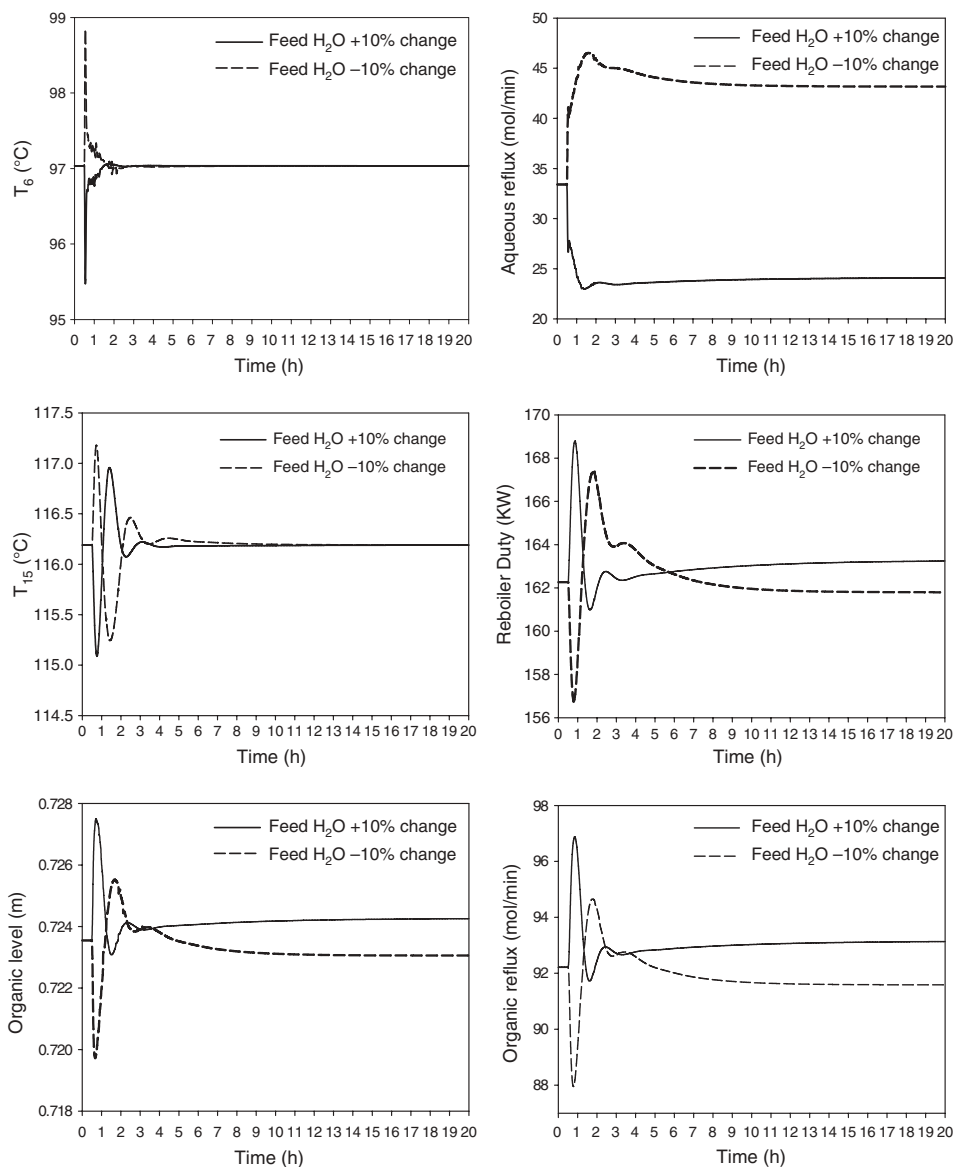 99
98
97
96
95
T₆ (°C)
Feed H₂O +10% change
Feed H₂O –10% change
0 1 2 3 4 5 6 7 8 9 10 11 12 13 14 15 16 17 18 19 20
Time (h)
50
45
40
35
30
25
20
Aqueous reflux (mol/min)
Feed H₂O +10% change
Feed H₂O –10% change
0 1 2 3 4 5 6 7 8 9 10 11 12 13 14 15 16 17 18 19 20
Time (h)
117.5
117.0
116.5
116.0
115.5
115.0
114.5
T₁₅ (°C)
Feed H₂O +10% change
Feed H₂O –10% change
0 1 2 3 4 5 6 7 8 9 10 11 12 13 14 15 16 17 18 19 20
Time (h)
170
168
166
164
162
160
158
156
Reboiler Duty (KW)
Feed H₂O +10% change
Feed H₂O –10% change
0 1 2 3 4 5 6 7 8 9 10 11 12 13 14 15 16 17 18 19 20
Time (h)
0.728
0.726
0.724
0.722
0.720
0.718
Organic level (m)
Feed H₂O +10% change
Feed H₂O –10% change
0 1 2 3 4 5 6 7 8 9 10 11 12 13 14 15 16 17 18 19 20
Time (h)
98
96
94
92
90
88
Organic reflux (mol/min)
Feed H₂O +10% change
Feed H₂O –10% change
0 1 2 3 4 5 6 7 8 9 10 11 12 13 14 15 16 17 18 19 20
Time (h)